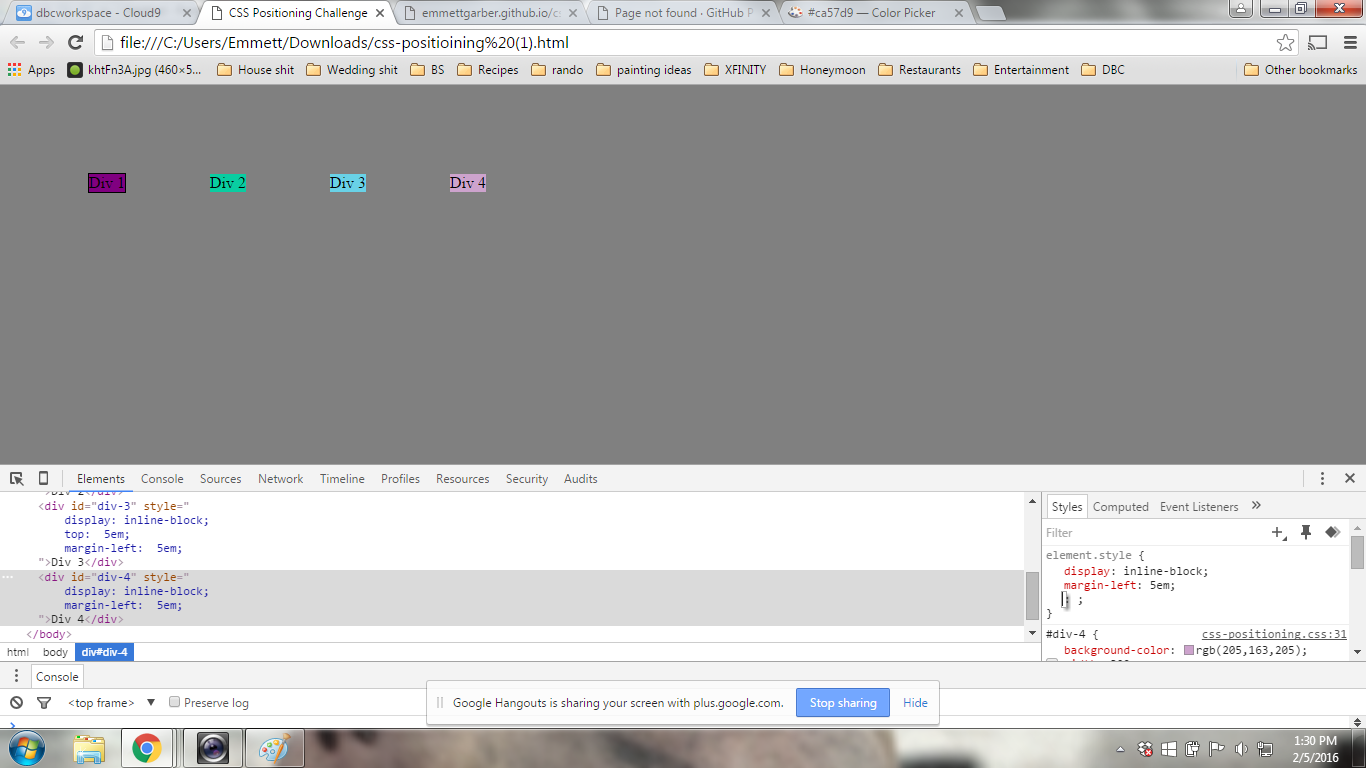 dbcworkspace - Cloud9
CSS Positioning Challenge
emmettgarber.github.io/cs
Page not found · GitHub P
#ca57d9 — Color Picker
file:///C:/Users/Emmett/Downloads/css-positioining%20(1).html
Apps khtFn3A.jpg (460×5... House shit Wedding shit BS Recipes rando painting ideas XFINITY Honeymoon Restaurants Entertainment DBC Other bookmarks
Div 1 Div 2 Div 3 Div 4
Elements Console Sources Network Timeline Profiles Resources Security Audits
">Div 2</div>
<div id="div-3" style="
display: inline-block;
top:  5em;
margin-left:  5em;
">Div 3</div>
<div id="div-4" style="
display: inline-block;
margin-left:  5em;
">Div 4</div>
</body>
html body div#div-4
Styles Computed Event Listeners »
Filter
element.style {
display: inline-block;
margin-left: 5em;
: ;
}
#div-4 { css-positioning.css:31
background-color: rgb(205,163,205);
Console
<top frame> ▼ Preserve log
Google Hangouts is sharing your screen with plus.google.com. Stop sharing Hide
>
1:30 PM
2/5/2016